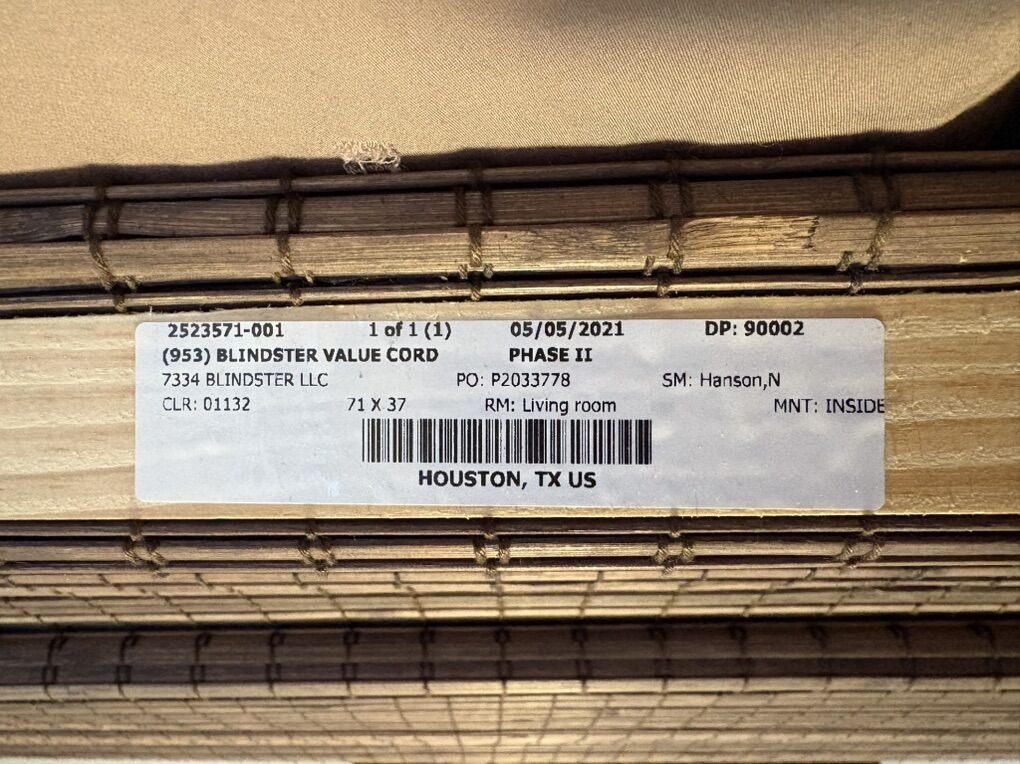 2523571-001 1 of 1 (1) 05/05/2021 DP: 90002
(953) BLINDSTER VALUE CORD PHASE II
7334 BLINDSTER LLC PO: P2033778 SM: Hanson,N
CLR: 01132 71 X 37 RM: Living room MNT: INSIDE
HOUSTON, TX US